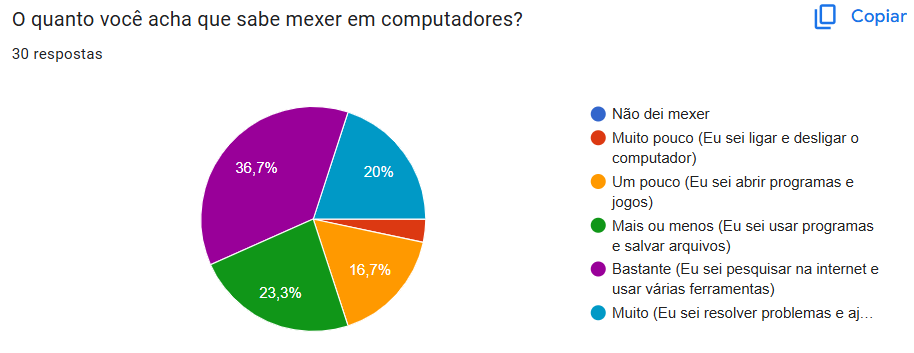 O quanto você acha que sabe mexer em computadores?
Copiar
30 respostas
36,7%
20%
16,7%
23,3%
Não dei mexer
Muito pouco (Eu sei ligar e desligar o
computador)
Um pouco (Eu sei abrir programas e
jogos)
Mais ou menos (Eu sei usar programas
e salvar arquivos)
Bastante (Eu sei pesquisar na internet e
usar várias ferramentas)
Muito (Eu sei resolver problemas e aj...